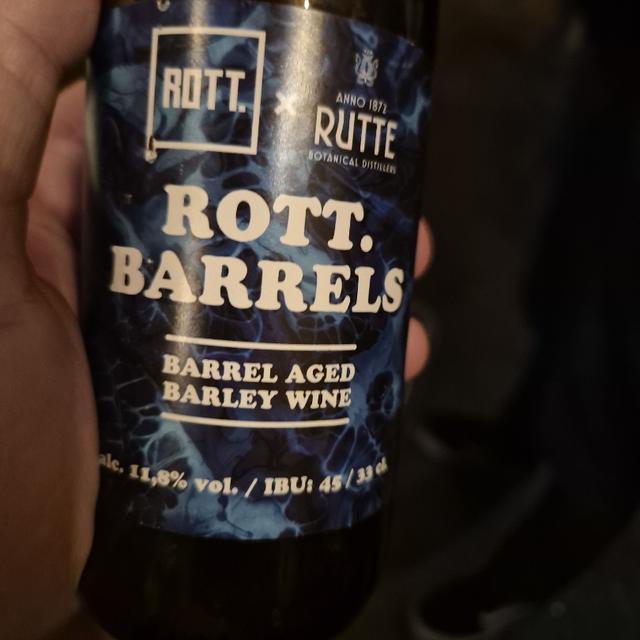 ROTT.
×
ANNO 1872
RUTTE
BOTANICAL DISTILLERS
ROTT.
BARRELS
BARREL AGED
BARLEY WINE
alc. 11,8% vol. / IBU: 45 / 33 cl